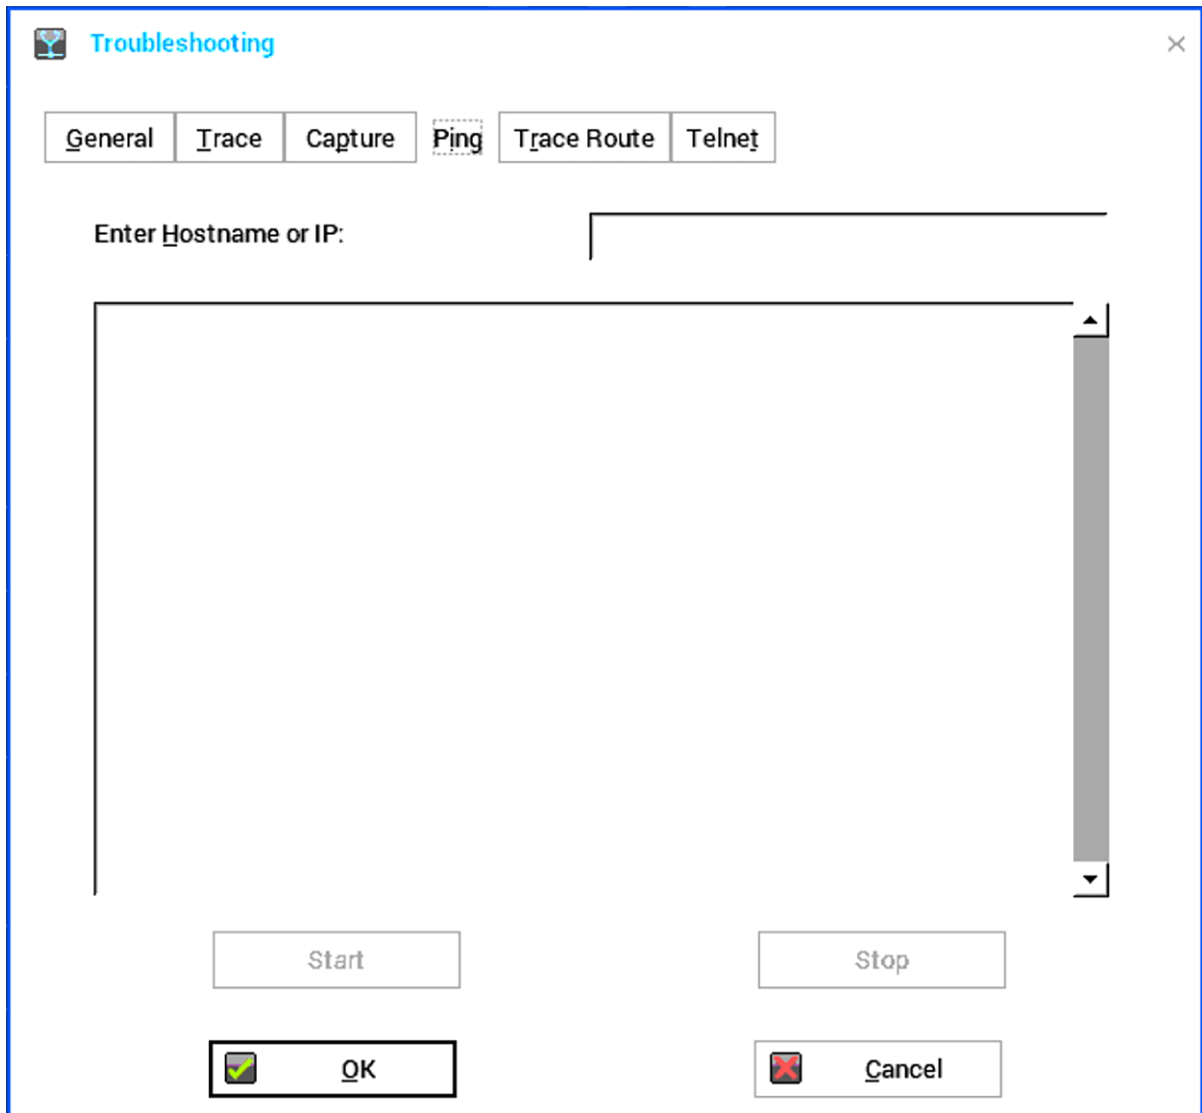 Troubleshooting
General Trace Capture Ping Trace Route Telnet
Enter Hostname or IP:
Start Stop
OK Cancel